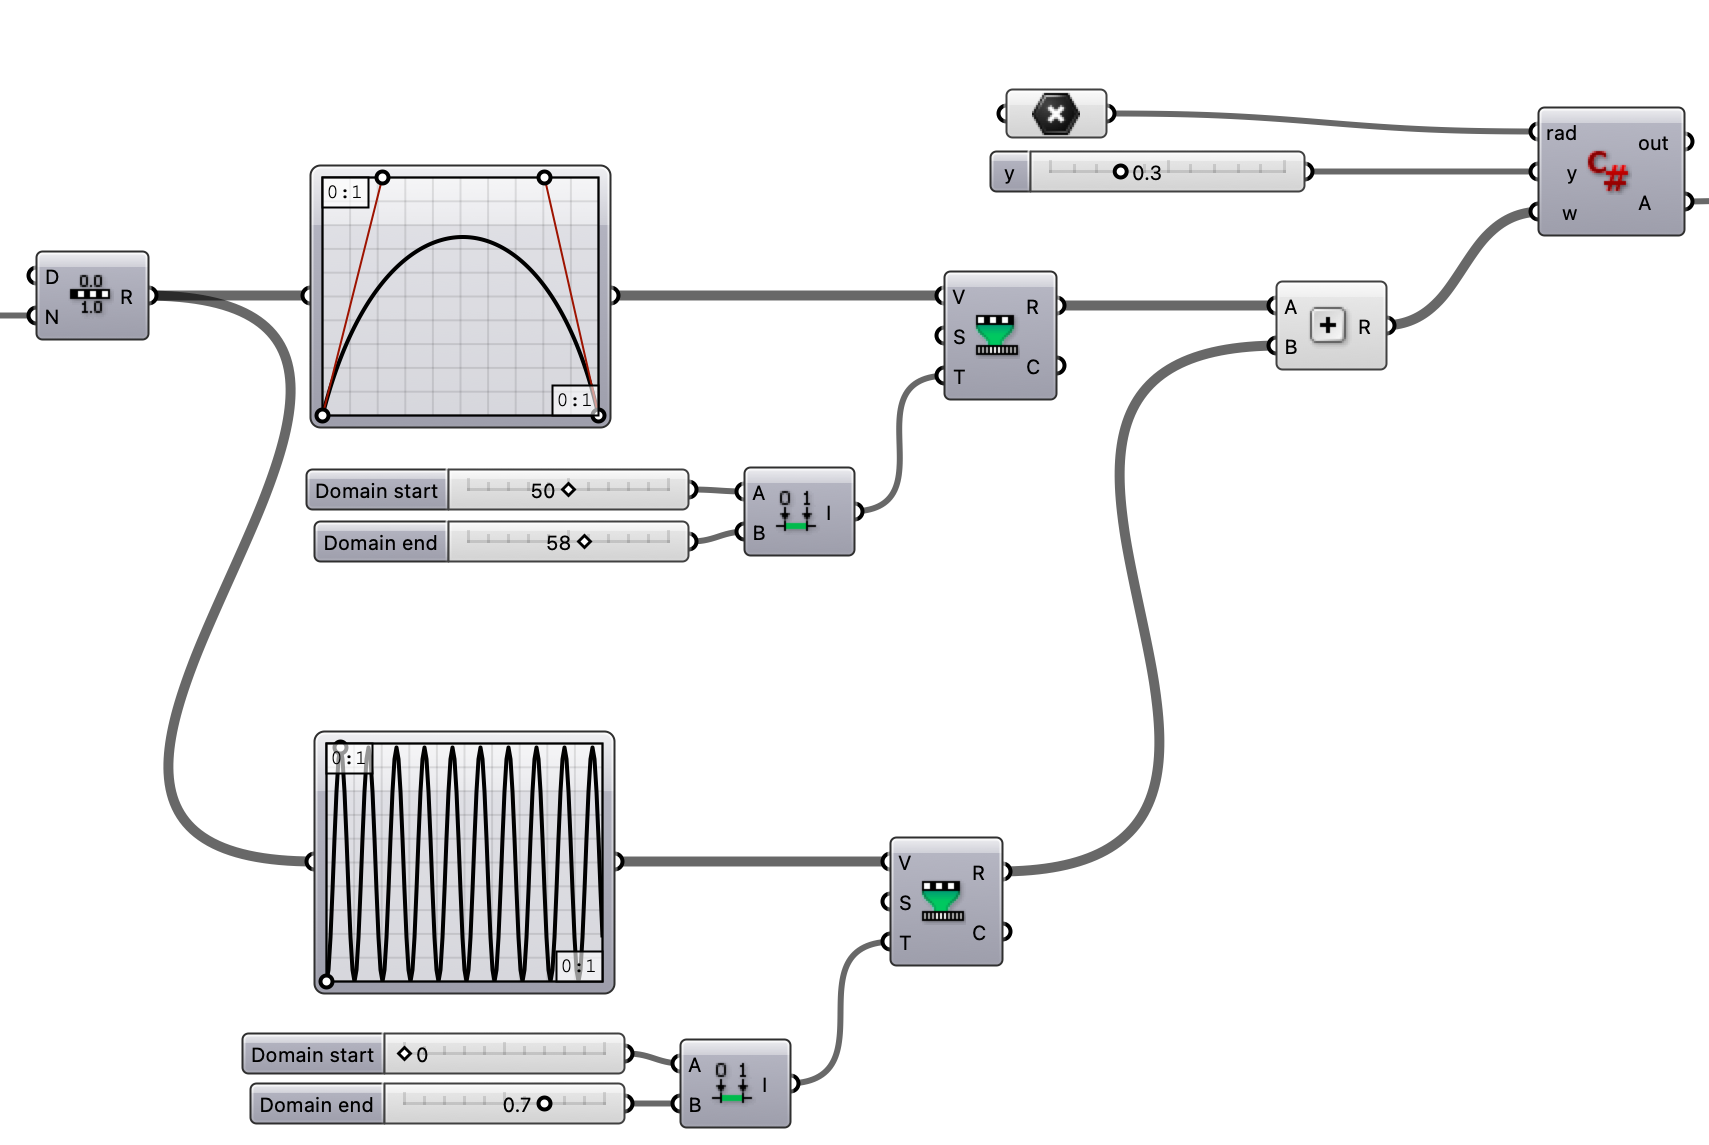 rad
out
y 0.3
y
C#
A
w
0:1
D
0.0
1.0
R
N
0:1
V
R
S
C
T
A
+
R
B
Domain start 50
Domain end 58
A
0 1
I
B
0:1
0:1
V
R
S
C
T
Domain start 0
Domain end 0.7
A
0 1
I
B